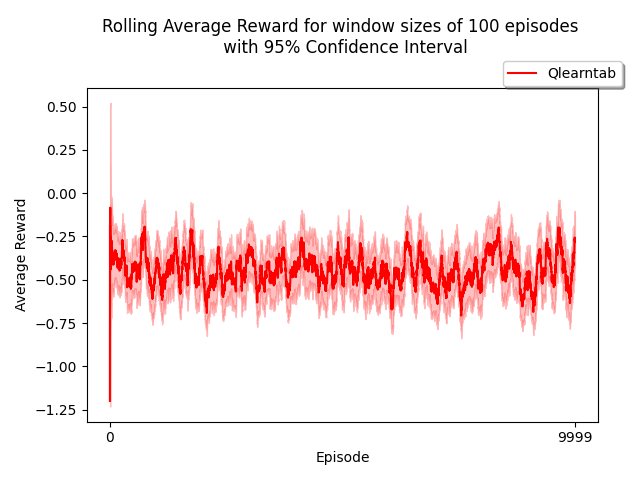 Rolling Average Reward for window sizes of 100 episodes
with 95% Confidence Interval
Qlearntab
0.50
0.25
0.00
−0.25
−0.50
−0.75
−1.00
−1.25
Average Reward
0
9999
Episode